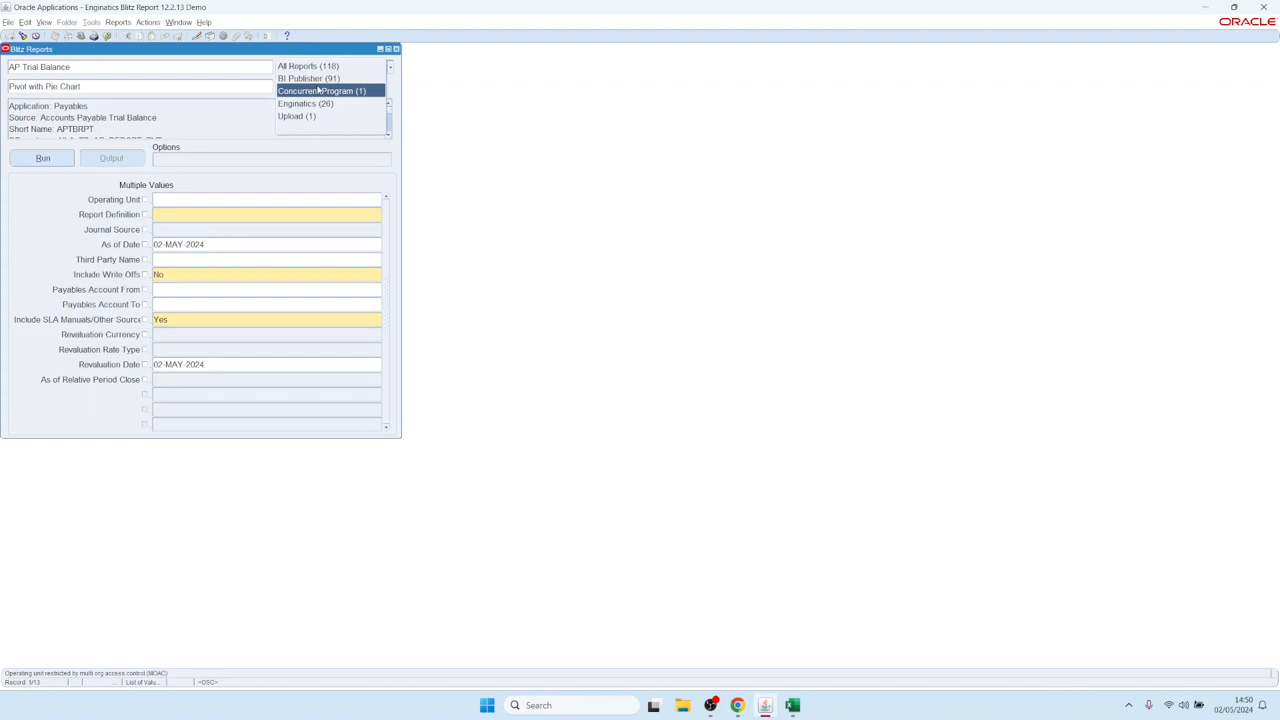 Oracle Applications - Enginatics Blitz Report 12.2.13 Demo
File Edit View Folder Tools Reports Actions Window Help
ORACLE
Blitz Reports
AP Trial Balance
Pivot with Pie Chart
All Reports (118)
BI Publisher (91)
Concurrent Program (1)
Enginatics (26)
Upload (1)
Application: Payables
Source: Accounts Payable Trial Balance
Short Name: APTBRPT
Run
Output
Options
Multiple Values
Operating Unit
Report Definition
Journal Source
As of Date 02-MAY-2024
Third Party Name
Include Write Offs No
Payables Account From
Payables Account To
Include SLA Manuals/Other Source Yes
Revaluation Currency
Revaluation Rate Type
Revaluation Date 02-MAY-2024
As of Relative Period Close
Operating unit restricted by multi org access control (MOAC)
Record: 1/13 ... List of Valu... <OSC>
Search
14:50
02/05/2024